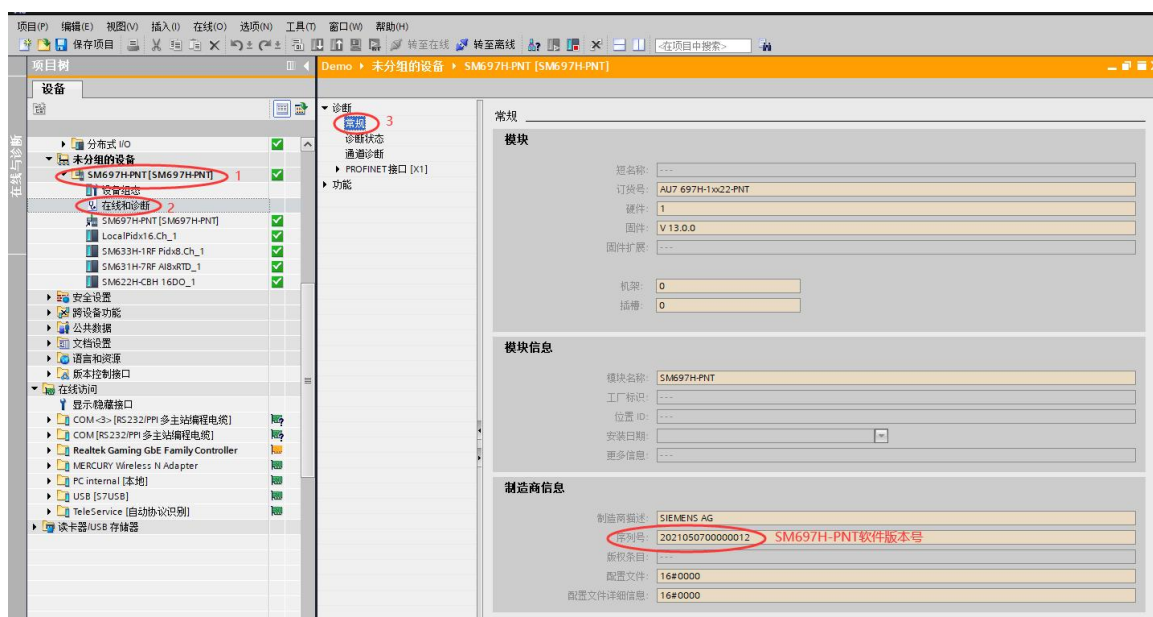 项目(P) 编辑(E) 视图(V) 插入(I) 在线(O) 选项(N) 工具(T) 窗口(W) 帮助(H)
保存项目 转至在线 转至离线 <在项目中搜索>
项目树
Demo 未分组的设备 SM697H-PNT [SM697H-PNT]
设备
在线与诊断
分布式 I/O
未分组的设备
SM697H-PNT [SM697H-PNT] 1
设备组态
在线和诊断 2
SM697H-PNT [SM697H-PNT]
LocalPidx16.Ch_1
SM633H-1RF Pidx8.Ch_1
SM631H-7RF AI8xRTD_1
SM622H-CBH 16DO_1
安全设置
跨设备功能
公共数据
文档设置
语言和资源
版本控制接口
在线访问
显示/隐藏接口
COM <3> [RS232/PPI 多主站编程电缆]
COM [RS232/PPI 多主站编程电缆]
Realtek Gaming GbE Family Controller
MERCURY Wireless N Adapter
PC internal [本地]
USB [S7USB]
TeleService [自动协议识别]
读卡器/USB 存储器
诊断
常规 3
诊断状态
通道诊断
PROFINET 接口 [X1]
功能
常规
模块
短名称: ---
订货号: AU7 697H-1xx22-PNT
硬件: 1
固件: V 13.0.0
固件扩展: ---
机架: 0
插槽: 0
模块信息
模块名称: SM697H-PNT
工厂标识: ---
位置 ID: ---
安装日期:
更多信息: ---
制造商信息
制造商描述: SIEMENS AG
序列号: 2021050700000012 SM697H-PNT软件版本号
版权条目: ---
配置文件: 16#0000
配置文件详细信息: 16#0000